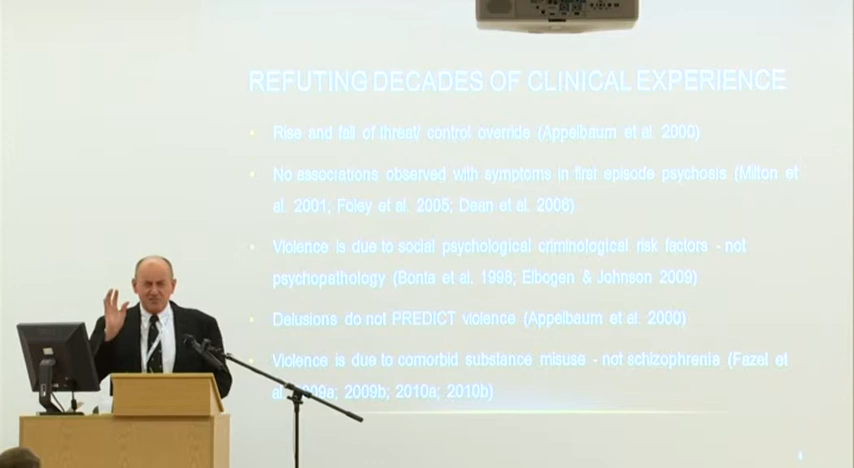 REFUTING DECADES OF CLINICAL EXPERIENCE
• Rise and fall of threat/ control override (Appelbaum et al. 2000)
• No associations observed with symptoms in first episode psychosis (Milton et
al. 2001; Foley et al. 2005; Dean et al. 2008)
• Violence is due to social psychological criminological risk factors - not
psychopathology (Bonta et al. 1998; Elbogen & Johnson 2009)
• Delusions do not PREDICT violence (Appelbaum et al. 2000)
• Violence is due to comorbid substance misuse - not schizophrenia (Fazel et
2009b; 2010a; 2010b)